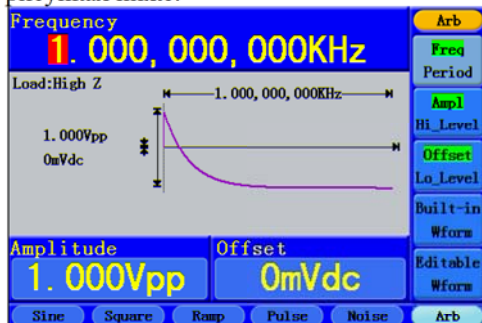 Frequency
1.000,000,000KHz
Load:High Z
1.000,000,000KHz
1.000Vpp
0mVdc
Amplitude
1.000Vpp
Offset
0mVdc
Arb
Freq
Period
Ampl
Hi_Level
Offset
Lo_Level
Built-in
Wform
Editable
Wform
Sine Square Ramp Pulse Noise Arb